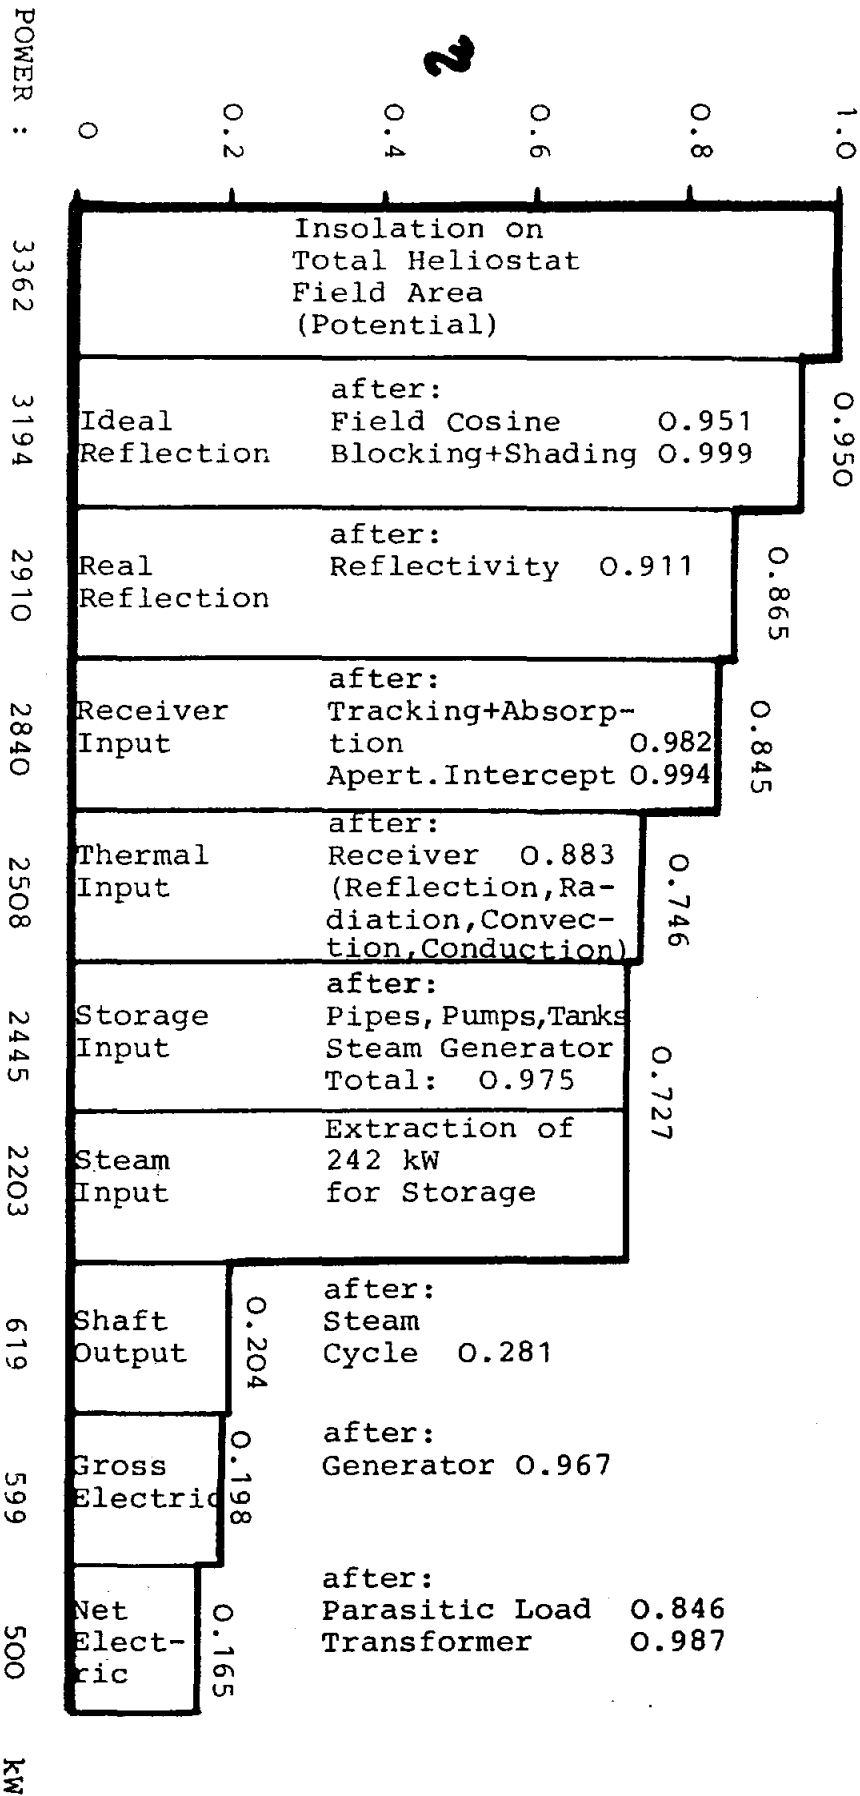 η
1.0
0.8
0.6
0.4
0.2
0
POWER :
Insolation on
Total Heliostat
Field Area
(Potential)
3362
Ideal
Reflection
after:
Field Cosine 0.951
Blocking+Shading 0.999
0.950
3194
Real
Reflection
after:
Reflectivity 0.911
0.865
2910
Receiver
Input
after:
Tracking+Absorp-
tion 0.982
Apert.Intercept 0.994
0.845
2840
Thermal
Input
after:
Receiver 0.883
(Reflection,Ra-
diation,Convec-
tion,Conduction)
0.746
2508
Storage
Input
after:
Pipes,Pumps,Tanks
Steam Generator
Total: 0.975
0.727
2445
Steam
Input
Extraction of
242 kW
for Storage
2203
Shaft
Output
after:
Steam
Cycle 0.281
0.204
619
Gross
Electric
after:
Generator 0.967
0.198
599
Net
Elect-
ric
after:
Parasitic Load 0.846
Transformer 0.987
0.165
500
kW